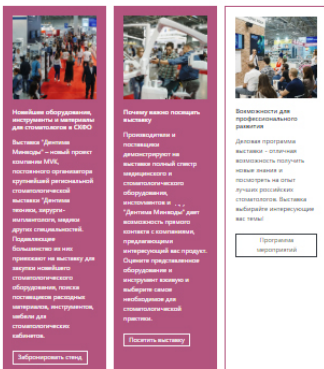 Новейшее оборудование,
инструменты и материалы
для стоматологов в СКФО
Выставка "Дентима
Минводы" – новый проект
компании MVK,
постоянного организатора
крупнейшей региональной
стоматологической
выставки "Дентима
техники, хирурги-
имплантологи, медики
других специальностей.
Подавляющее
большинство из них
приезжают на выставку для
закупки новейшего
стоматологического
оборудования, поиска
поставщиков расходных
материалов, инструментов,
мебели для
стоматологических
кабинетов.
Забронировать стенд
Почему важно посещать
выставку
Производители и
поставщики
демонстрируют на
выставке полный спектр
медицинского и
стоматологического
оборудования,
инсплантов и
"Дентима Минводы" дает
возможность прямого
контакта с компаниями,
предлагающими
интересующий вас продукт.
Оцените представленное
оборудование и
инструмент вживую и
выберите самое
необходимое для
стоматологической
практики.
Посетить выставку
Возможности для
профессионального
развития
Деловая программа
выставки – отличная
возможность получить
новые знания и
посмотреть на опыт
лучших российских
стоматологов. Выставка
выбирайте интересующие
вас темы!
Программа
мероприятий